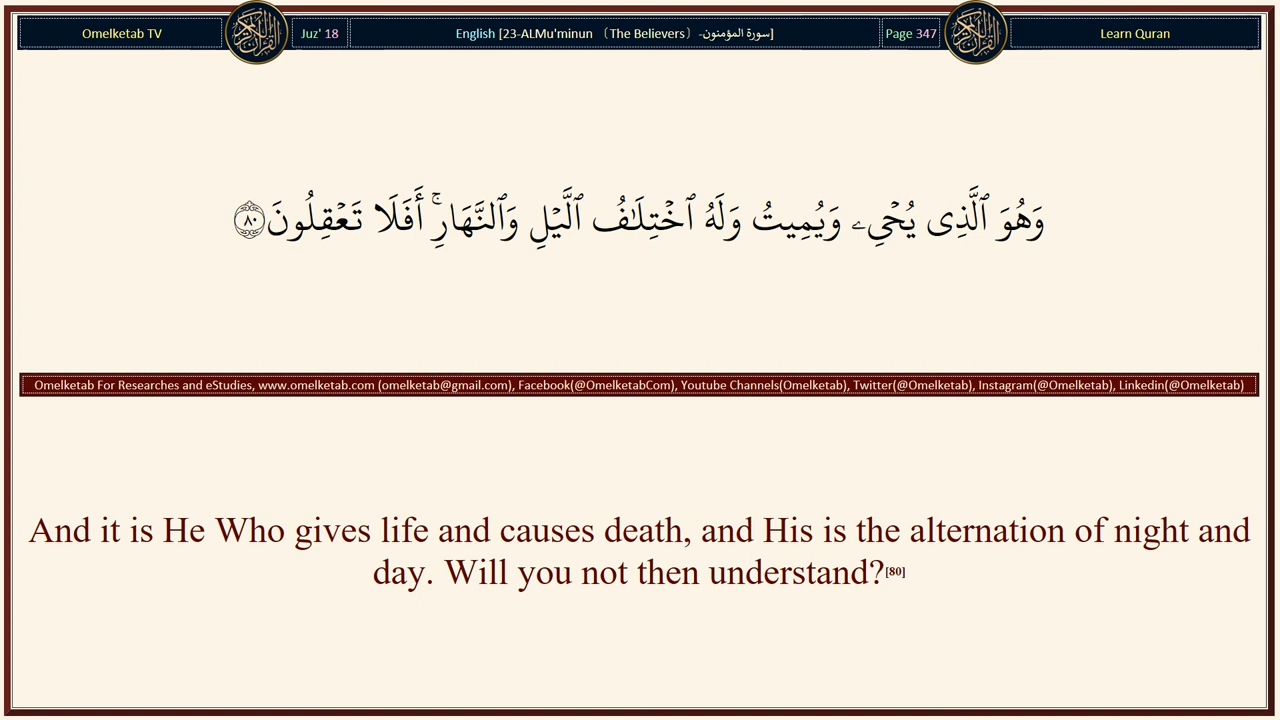 Omelketab TV
Juz' 18
English [23-ALMu'minun （The Believers） -سورة المؤمنون]
Page 347
Learn Quran
وَهُوَ ٱلَّذِى يُحْىِۦ وَيُمِيتُ وَلَهُ ٱخْتِلَـٰفُ ٱلَّيْلِ وَٱلنَّهَارِ ۚ أَفَلَا تَعْقِلُونَ ٨٠
Omelketab For Researches and eStudies, www.omelketab.com (omelketab@gmail.com), Facebook(@OmelketabCom), Youtube Channels(Omelketab), Twitter(@Omelketab), Instagram(@Omelketab), Linkedin(@Omelketab)
And it is He Who gives life and causes death, and His is the alternation of night and
day. Will you not then understand?[80]